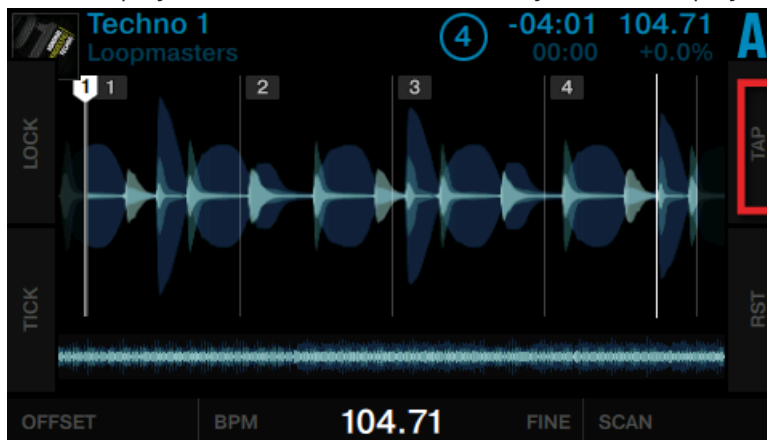 Techno 1
Loopmasters
4
-04:01
00:00
104.71
+0.0%
A
LOCK
TICK
1 1 2 3 4
TAP
RST
OFFSET BPM 104.71 FINE SCAN